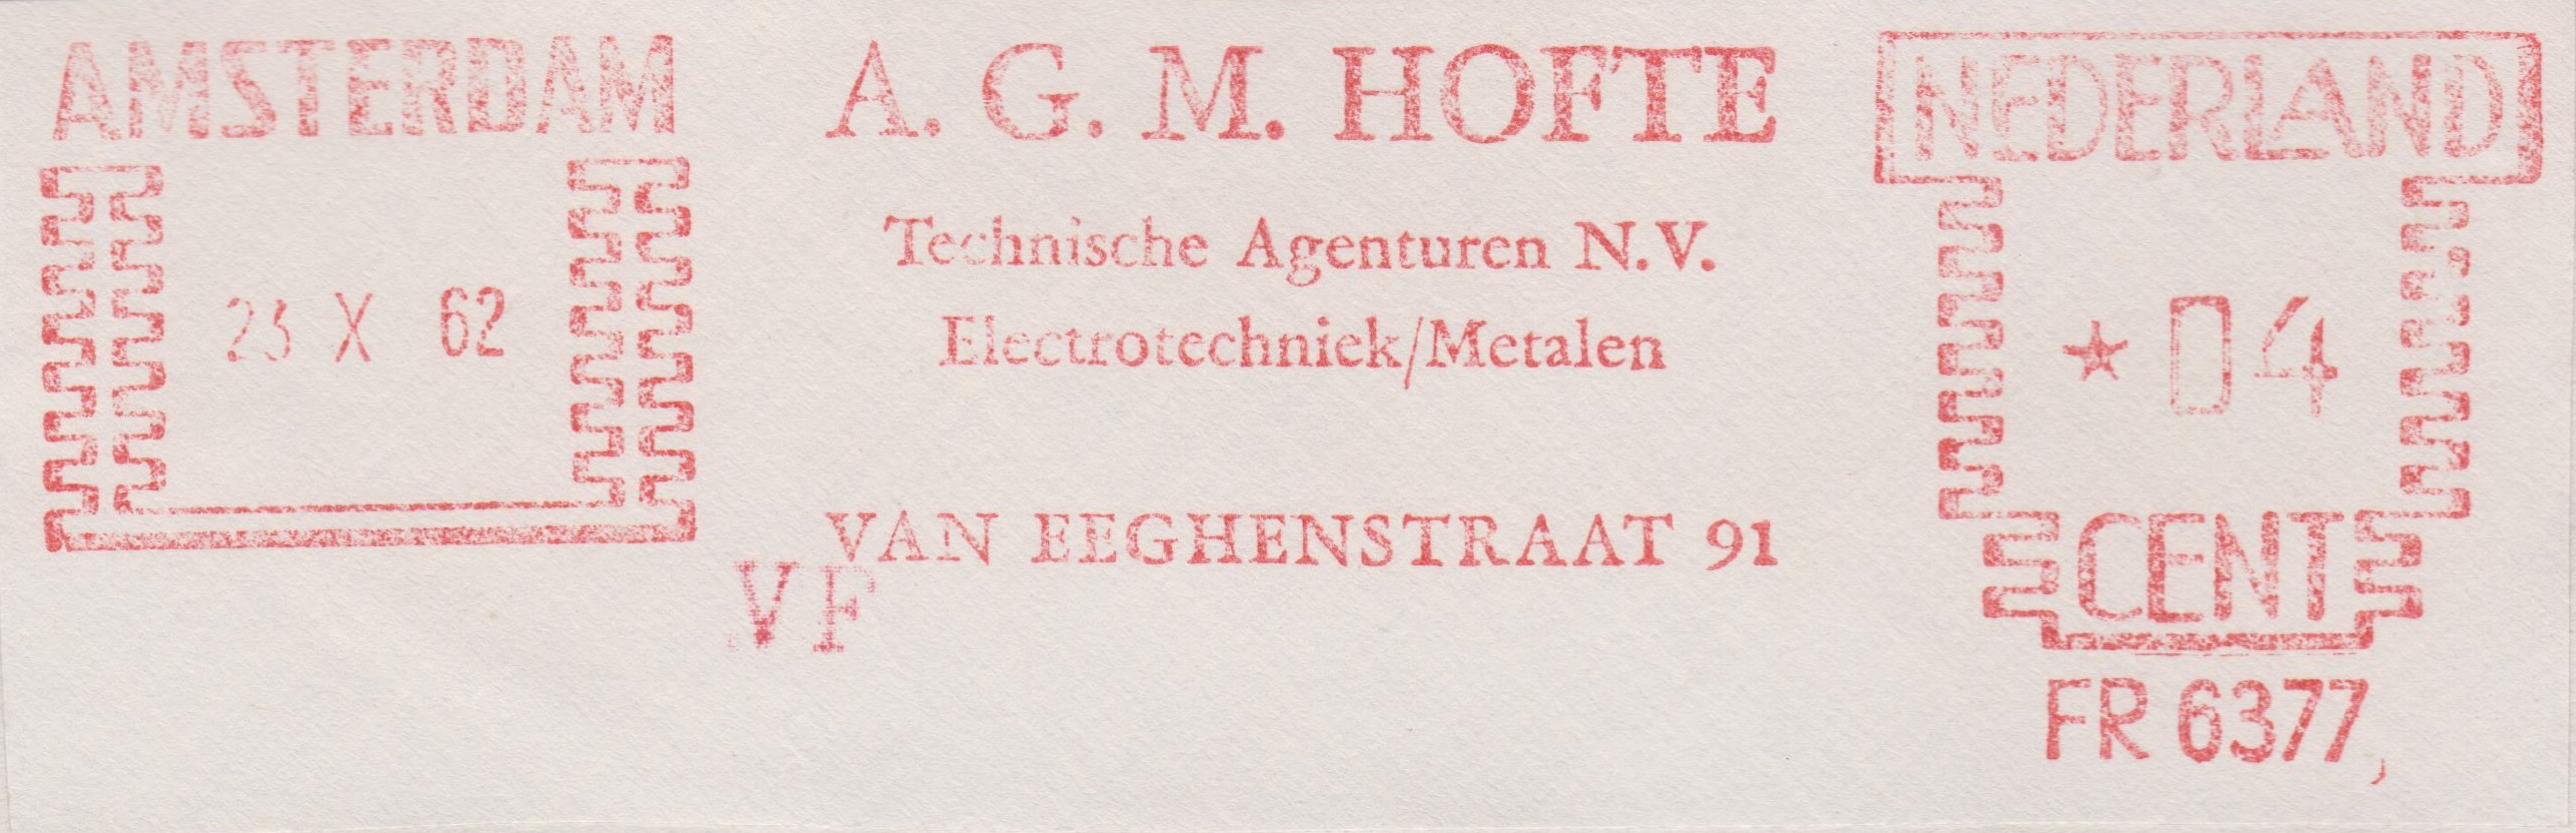 AMSTERDAM
23 X 62
A. G. M. HOFTE
Technische Agenturen N.V.
Electrotechniek/Metalen
VAN EEGHENSTRAAT 91
VF
NEDERLAND
* 04
CENT
FR 6377,